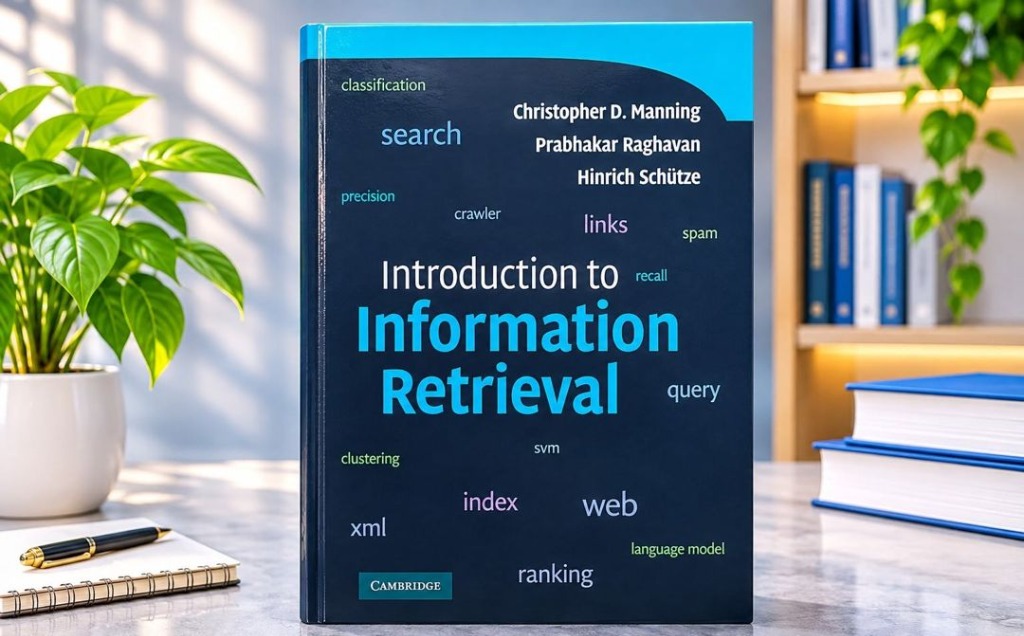 classification
Christopher D. Manning
search
Prabhakar Raghavan
Hinrich Schütze
precision
crawler
links
spam
Introduction to
recall
Information
Retrieval
query
svm
clustering
index
web
xml
language model
ranking
CAMBRIDGE